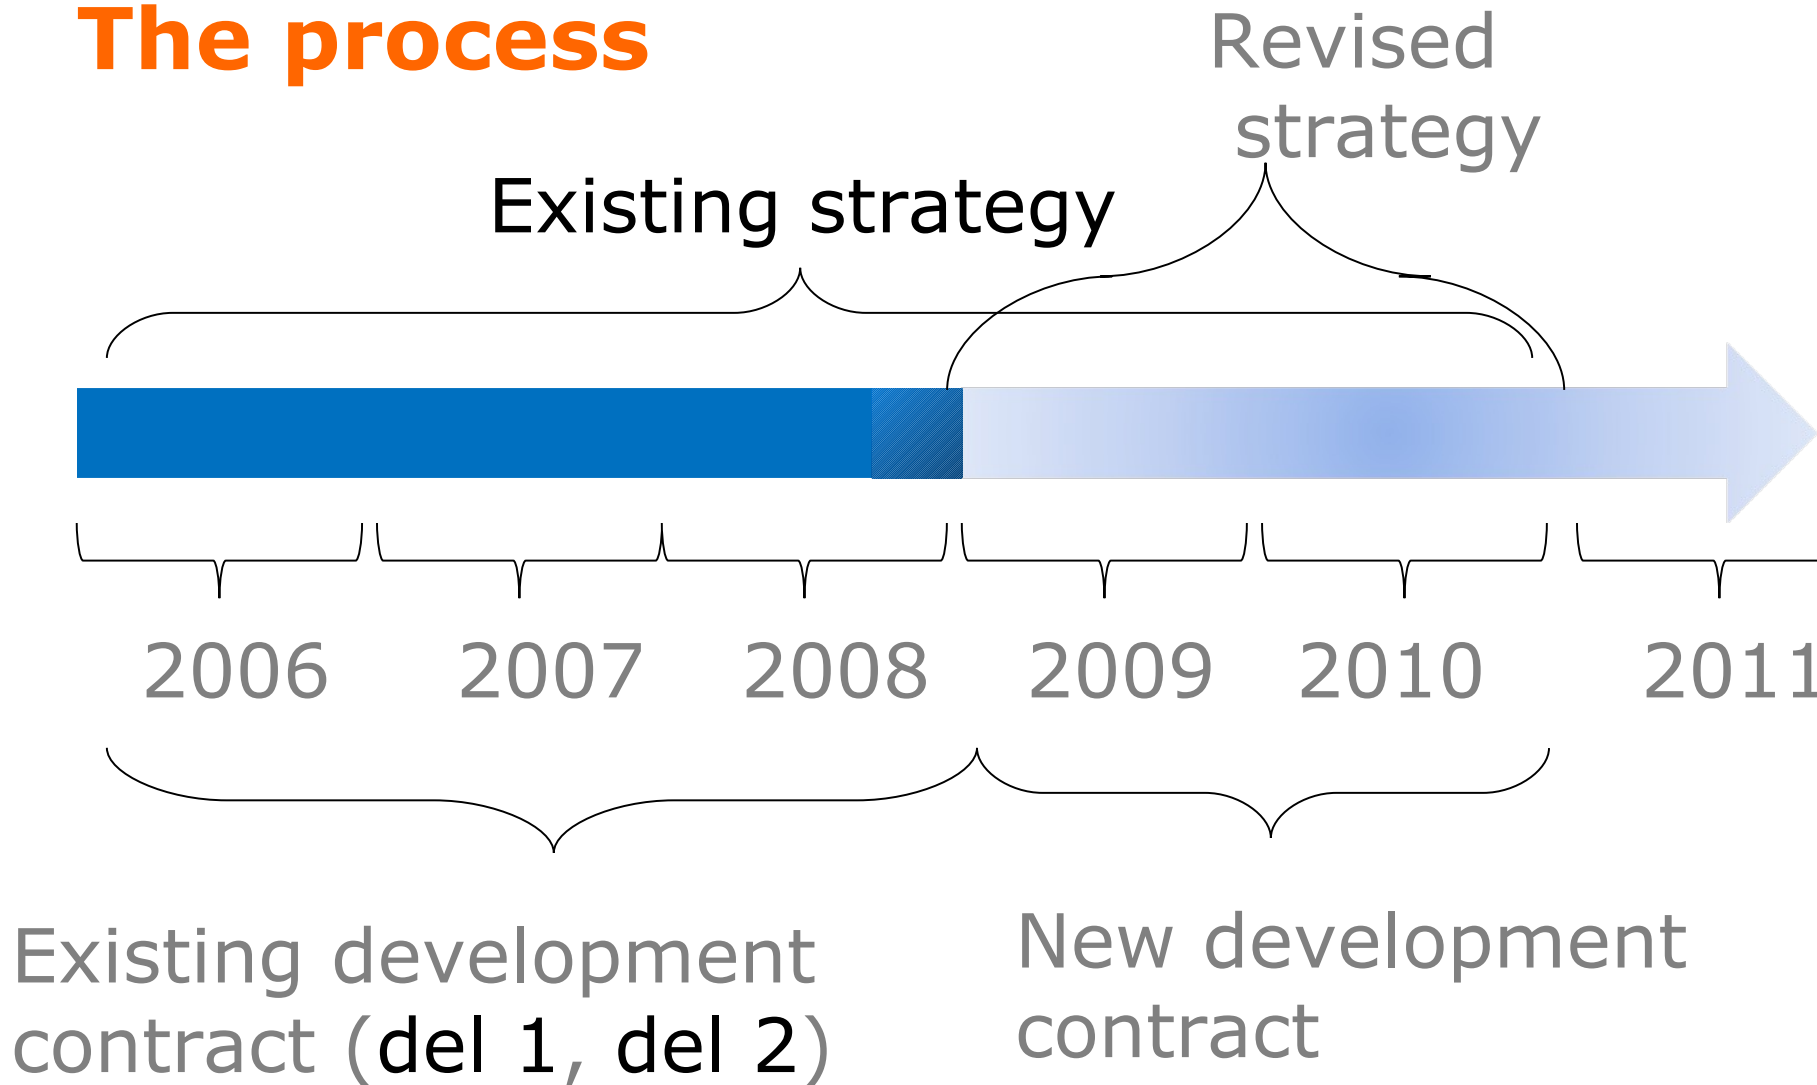 The process
Revised
strategy
Existing strategy
2006 2007 2008 2009 2010 2011
Existing development
contract (del 1, del 2)
New development
contract